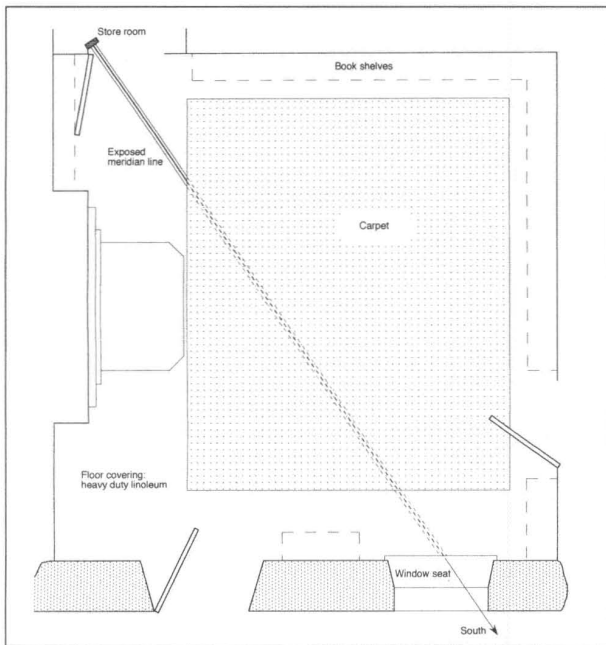 Store room
Book shelves
Exposed
meridian line
Carpet
Floor covering:
heavy duty linoleum
Window seat
South